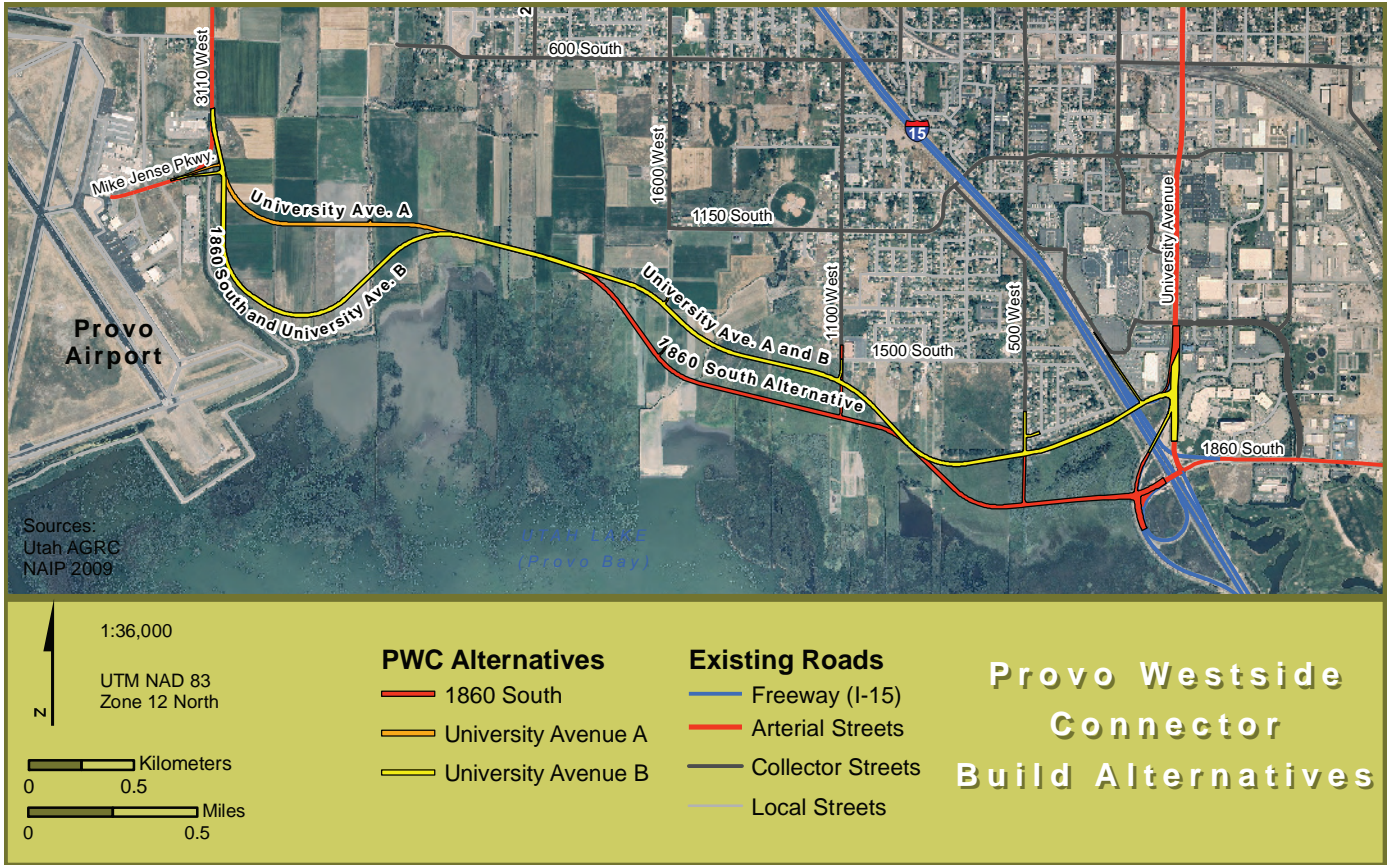 2
600 South
3110 West
15
1600 West
Mike Jense Pkwy.
University Ave. A
1150 South
University Avenue
1860 South and University Ave. B
University Ave. A and B
1100 West
500 West
Provo
Airport
1500 South
1860 South Alternative
1860 South
Sources:
Utah AGRC
NAIP 2009
UTAH LAKE
(Provo Bay)
1:36,000
UTM NAD 83
Zone 12 North
N
Kilometers
0 0.5
Miles
0 0.5
PWC Alternatives
1860 South
University Avenue A
University Avenue B
Existing Roads
Freeway (I-15)
Arterial Streets
Collector Streets
Local Streets
Provo Westside
Connector
Build Alternatives